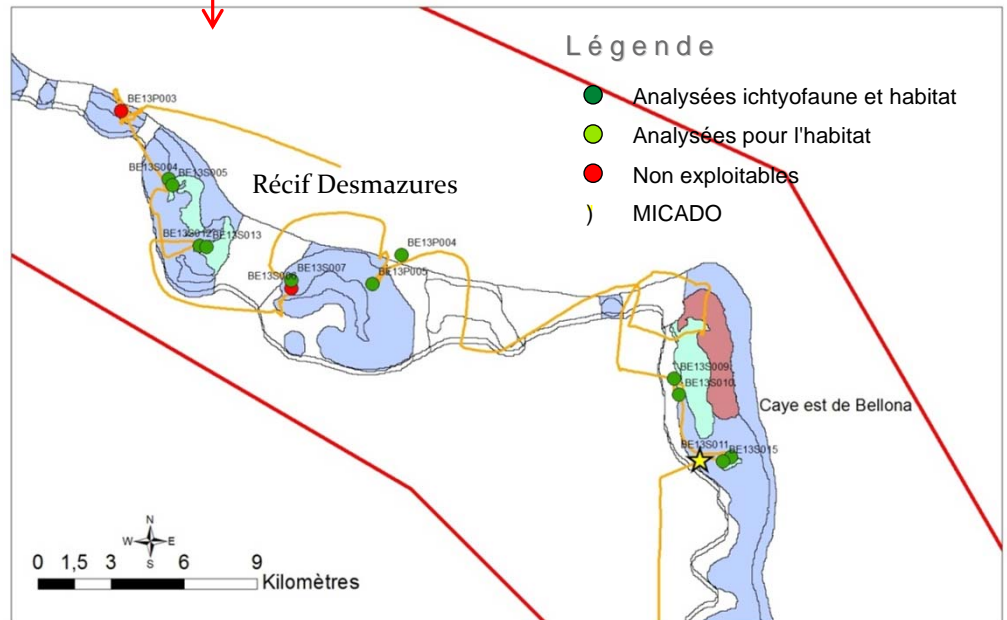 Légende
Analysées ichtyofaune et habitat
Analysées pour l'habitat
Non exploitables
MICADO
BE13P003
BE13S004
BE13S005
Récif Desmazures
BE13S012
BE13S013
BE13P004
BE13S006
BE13S007
BE13P005
BE13S009
BE13S010
Caye est de Bellona
BE13S011
BE13S015
N
W E
S
0 1,5 3 6 9
Kilomètres